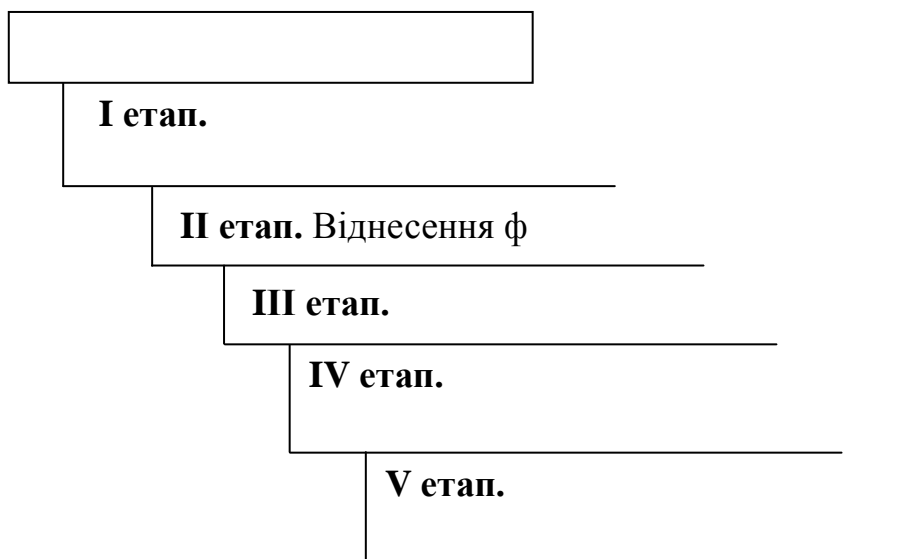 I етап.
II етап. Віднесення ф
III етап.
IV етап.
V етап.